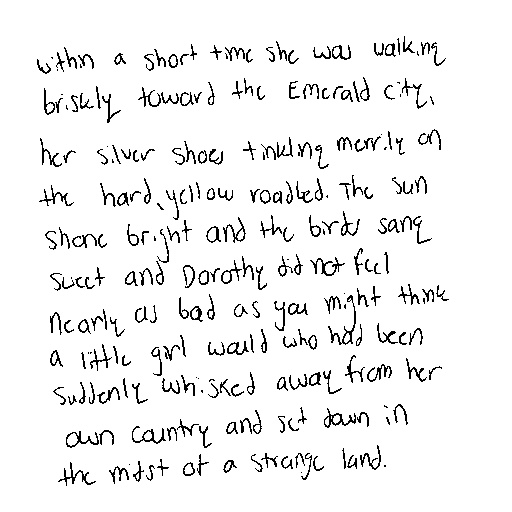 within a short time she was walking
briskly toward the Emerald City,
her silver shoes tinkling merrily on
the hard, yellow roadbed. The sun
shone bright and the birds sang
sweet and Dorothy did not feel
nearly as bad as you might think
a little girl would who had been
suddenly whisked away from her
own country and set down in
the midst of a strange land.